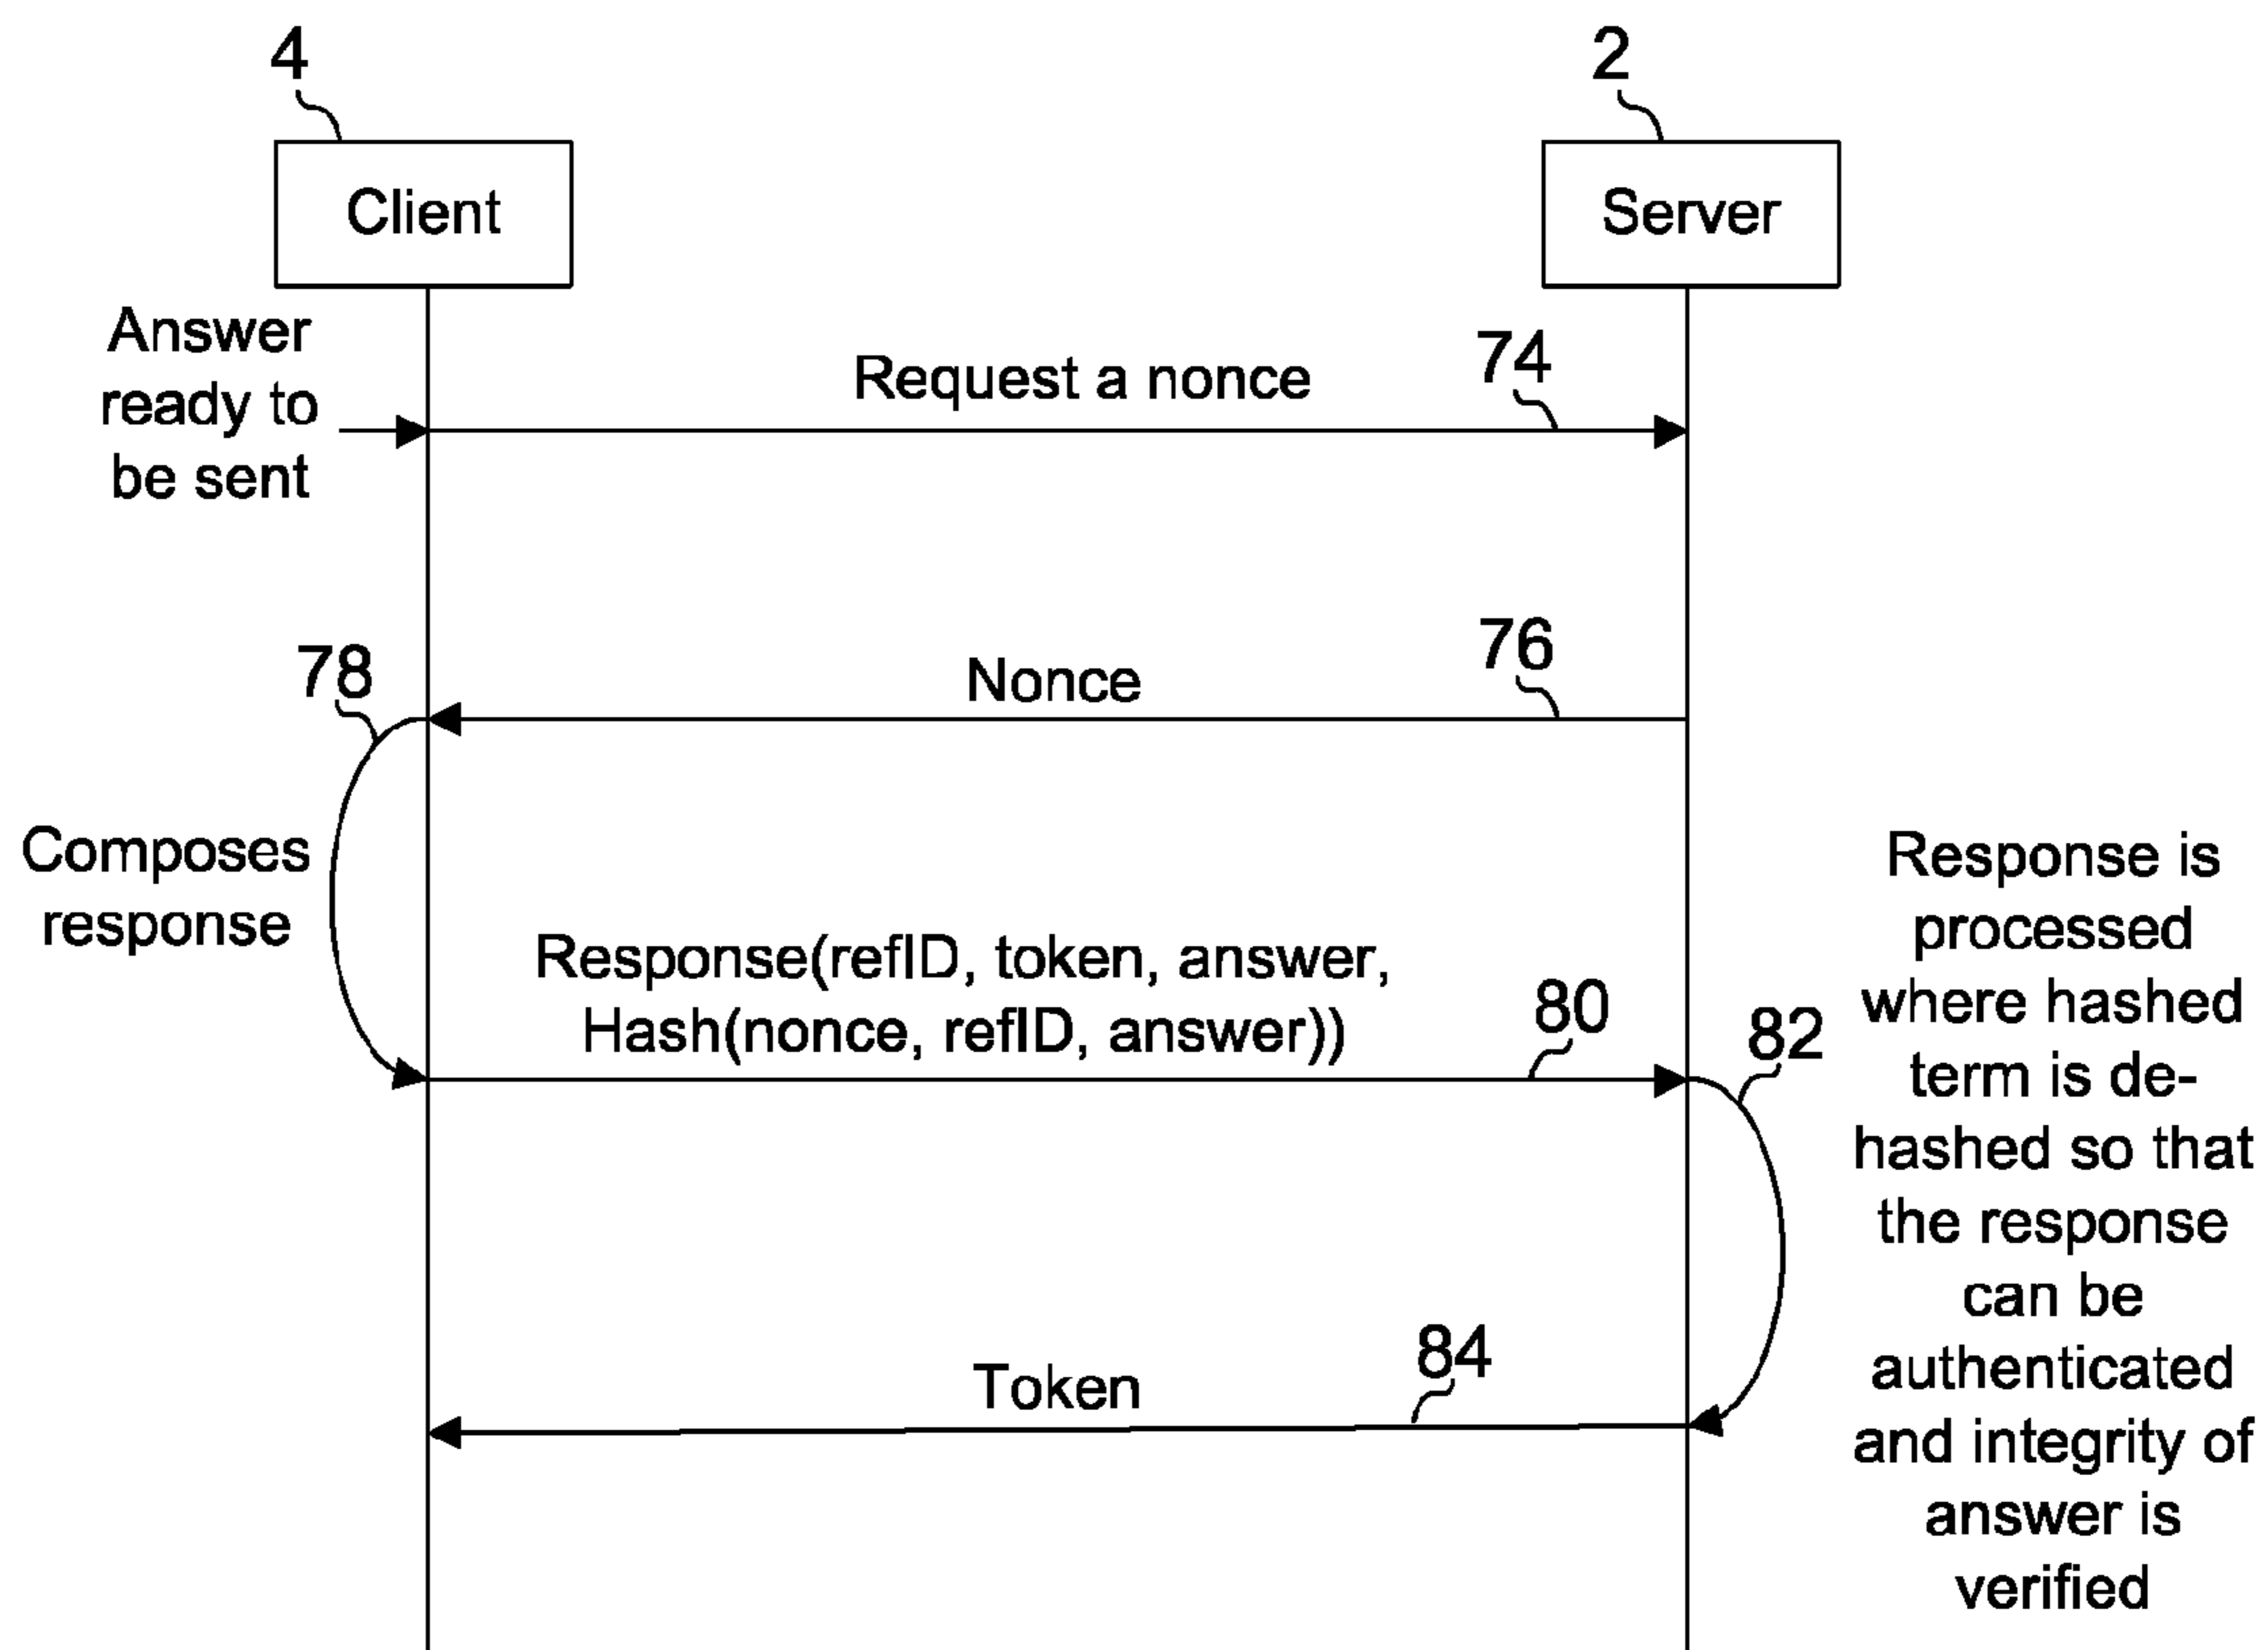 4
2
Client
Server
Answer
ready to
be sent
Request a nonce
74
Nonce
76
78
Composes
response
Response(refID, token, answer,
Hash(nonce, refID, answer))
80
82
Response is
processed
where hashed
term is de-
hashed so that
the response
can be
authenticated
and integrity of
answer is
verified
Token
84